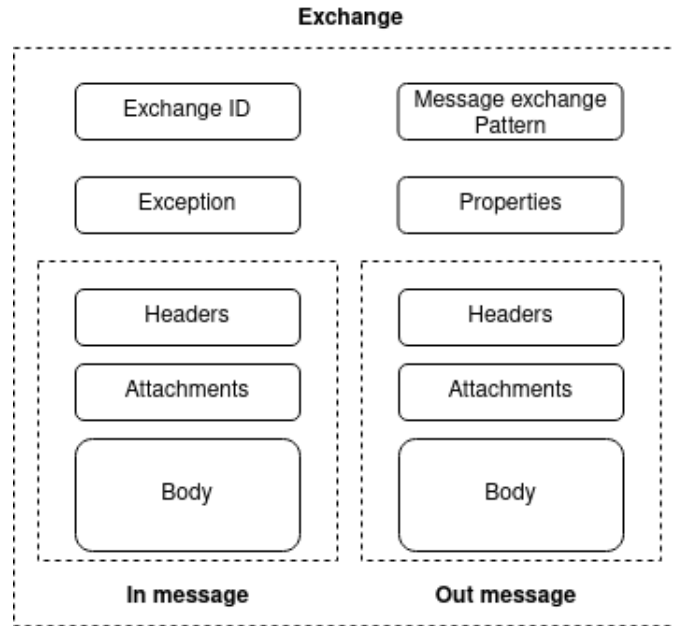 Exchange
Exchange ID
Message exchange
Pattern
Exception
Properties
Headers
Attachments
Body
In message
Headers
Attachments
Body
Out message